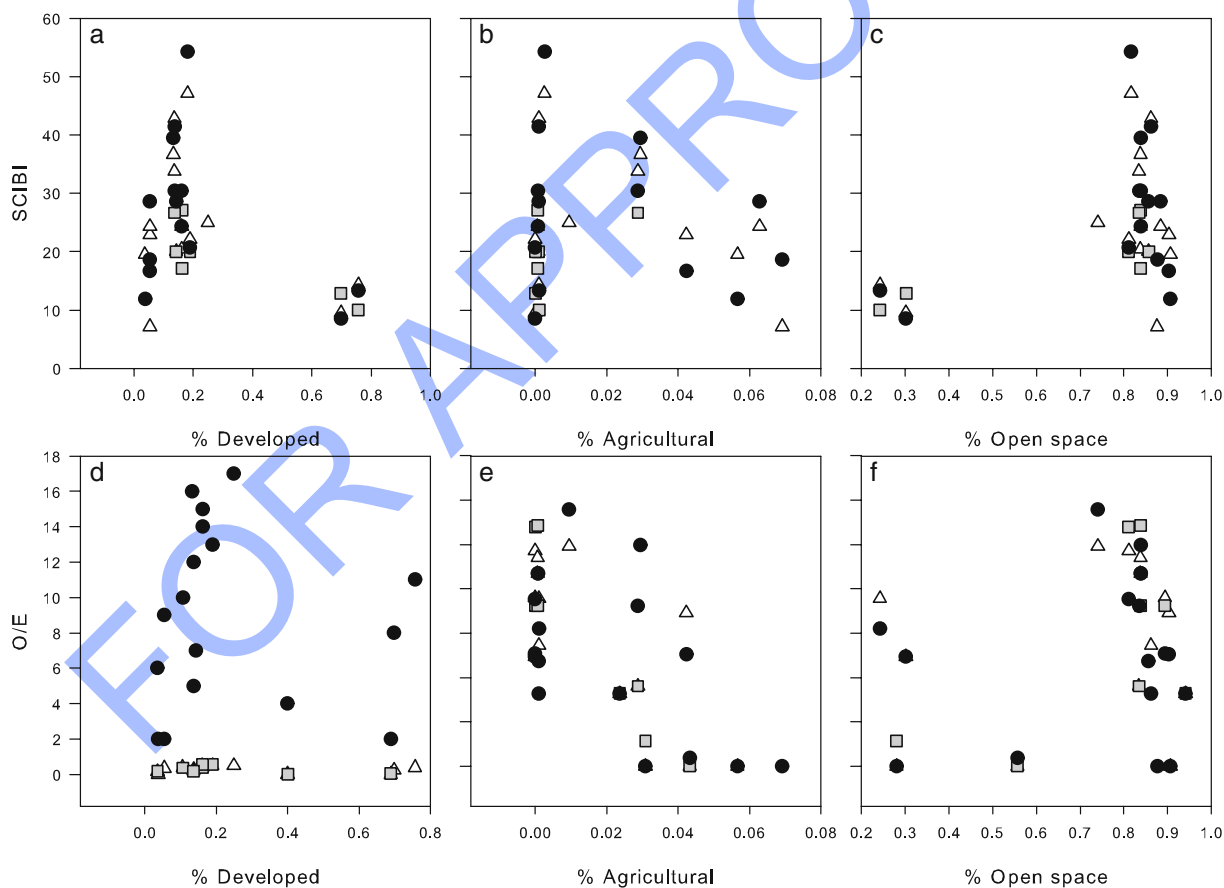 60
50
40
30
20
10
0
SCIBI
a
b
c
0.0 0.2 0.4 0.6 0.8 1.0
0.00 0.02 0.04 0.06 0.08
0.2 0.3 0.4 0.5 0.6 0.7 0.8 0.9 1.0
% Developed
% Agricultural
% Open space
18
16
14
12
10
8
6
4
2
0
O/E
d
e
f
0.0 0.2 0.4 0.6 0.8
0.00 0.02 0.04 0.06 0.08
0.2 0.3 0.4 0.5 0.6 0.7 0.8 0.9 1.0
% Developed
% Agricultural
% Open space
FOR APPRO